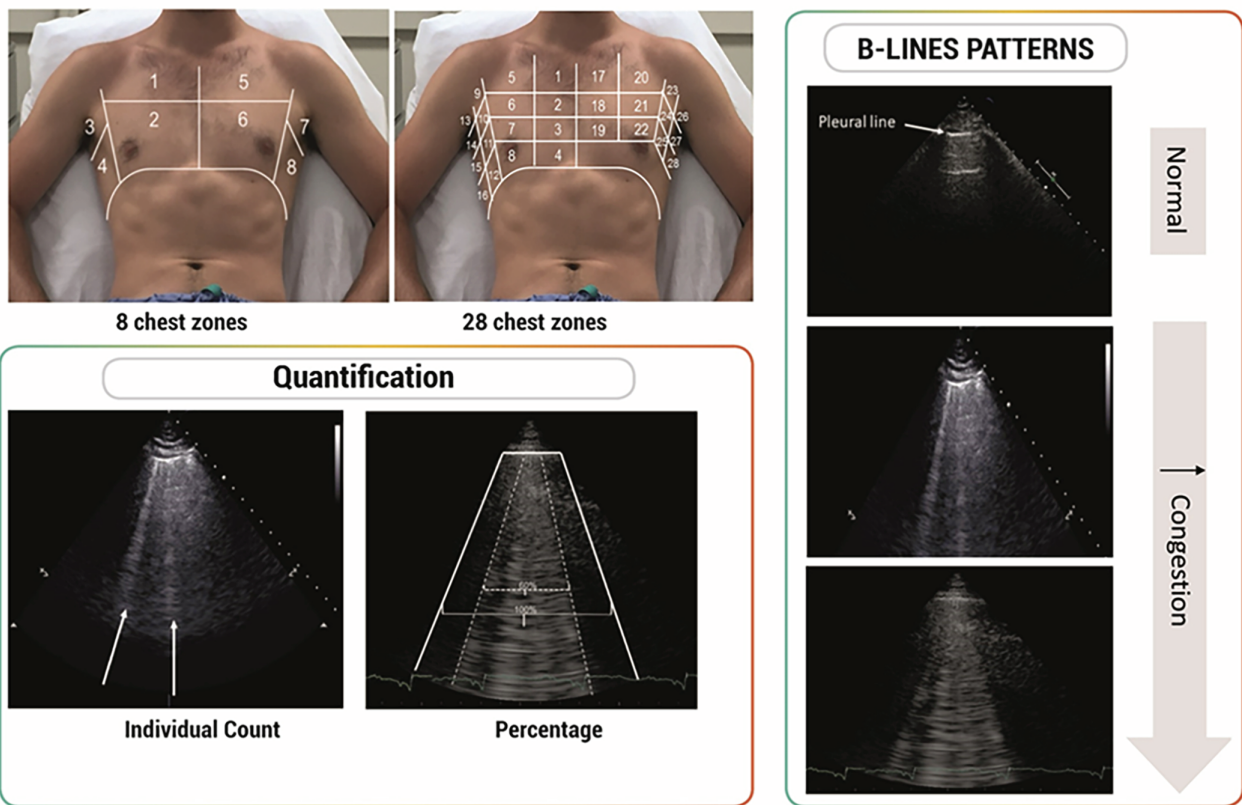 1 5
2 6
3 7
4 8
8 chest zones
5 1 17 20
9 23
6 2 18 21
13 10 24 26
7 3 19 22
14 11 25 27
8 4
15 12 28
16
28 chest zones
Quantification
60%
100%
Individual Count
Percentage
B-LINES PATTERNS
Pleural line
Normal
Congestion